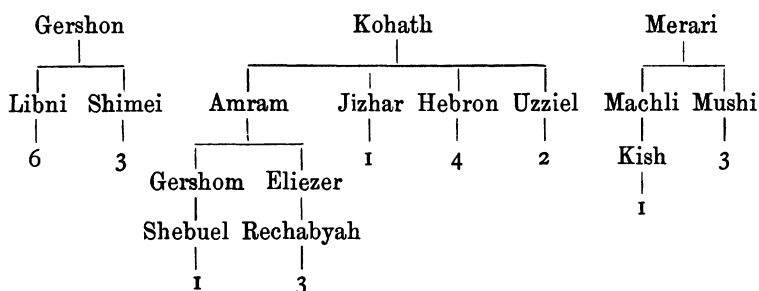 Gershon Kohath Merari
Libni Shimei Amram Jizhar Hebron Uzziel Machli Mushi
6 3 1 4 2 Kish 3
Gershom Eliezer 1
Shebuel Rechabyah
1 3